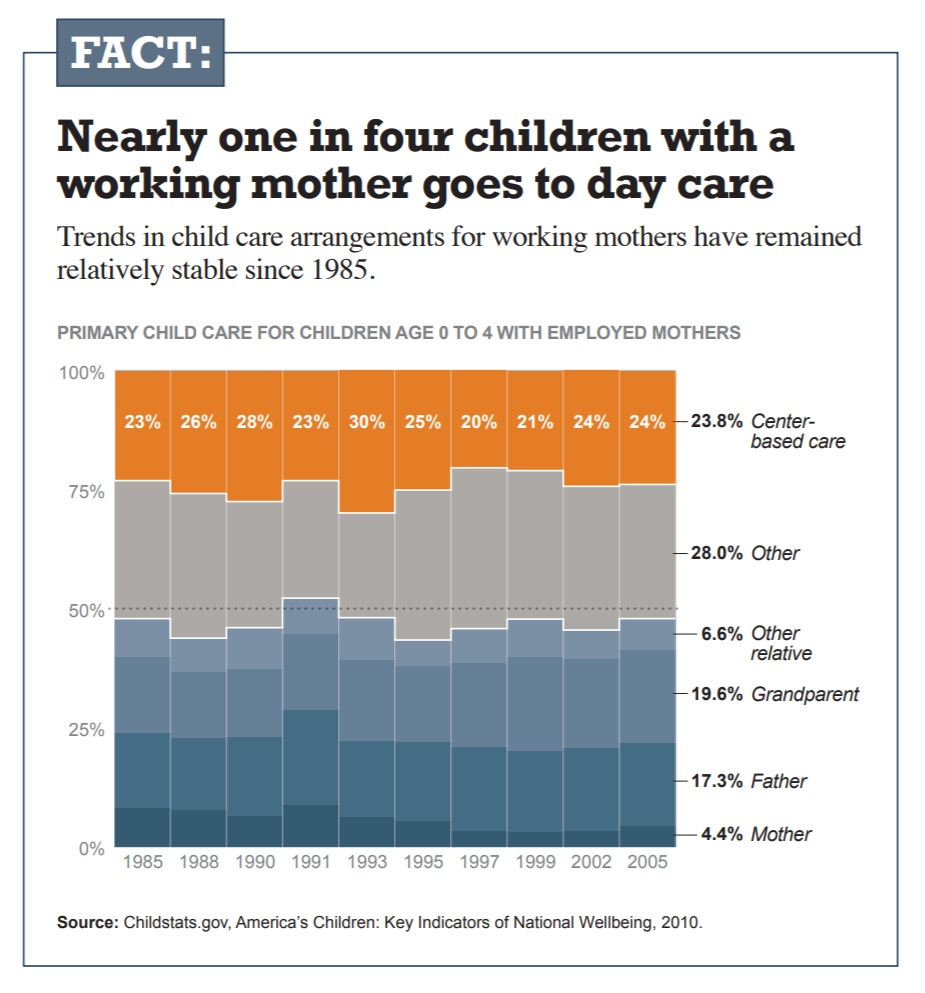 FACT:
Nearly one in four children with a
working mother goes to day care
Trends in child care arrangements for working mothers have remained
relatively stable since 1985.
PRIMARY CHILD CARE FOR CHILDREN AGE 0 TO 4 WITH EMPLOYED MOTHERS
100%
23% 26% 28% 23% 30% 25% 20% 21% 24% 24%
23.8% Center-
based care
75%
28.0% Other
50%
6.6% Other
relative
19.6% Grandparent
25%
17.3% Father
4.4% Mother
0%
1985 1988 1990 1991 1993 1995 1997 1999 2002 2005
Source: Childstats.gov, America's Children: Key Indicators of National Wellbeing, 2010.